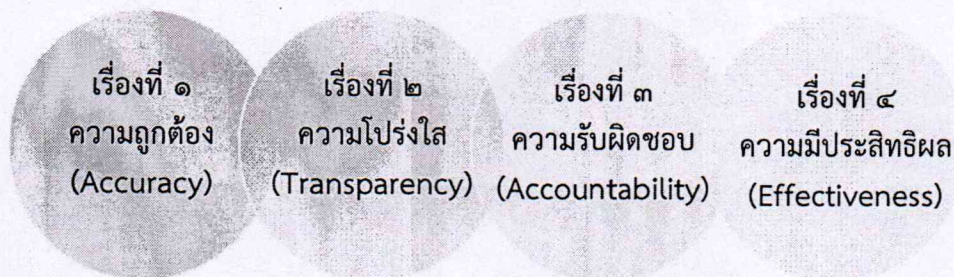 เรื่องที่ ๑
ความถูกต้อง
(Accuracy)
เรื่องที่ ๒
ความโปร่งใส
(Transparency)
เรื่องที่ ๓
ความรับผิดชอบ
(Accountability)
เรื่องที่ ๔
ความมีประสิทธิผล
(Effectiveness)